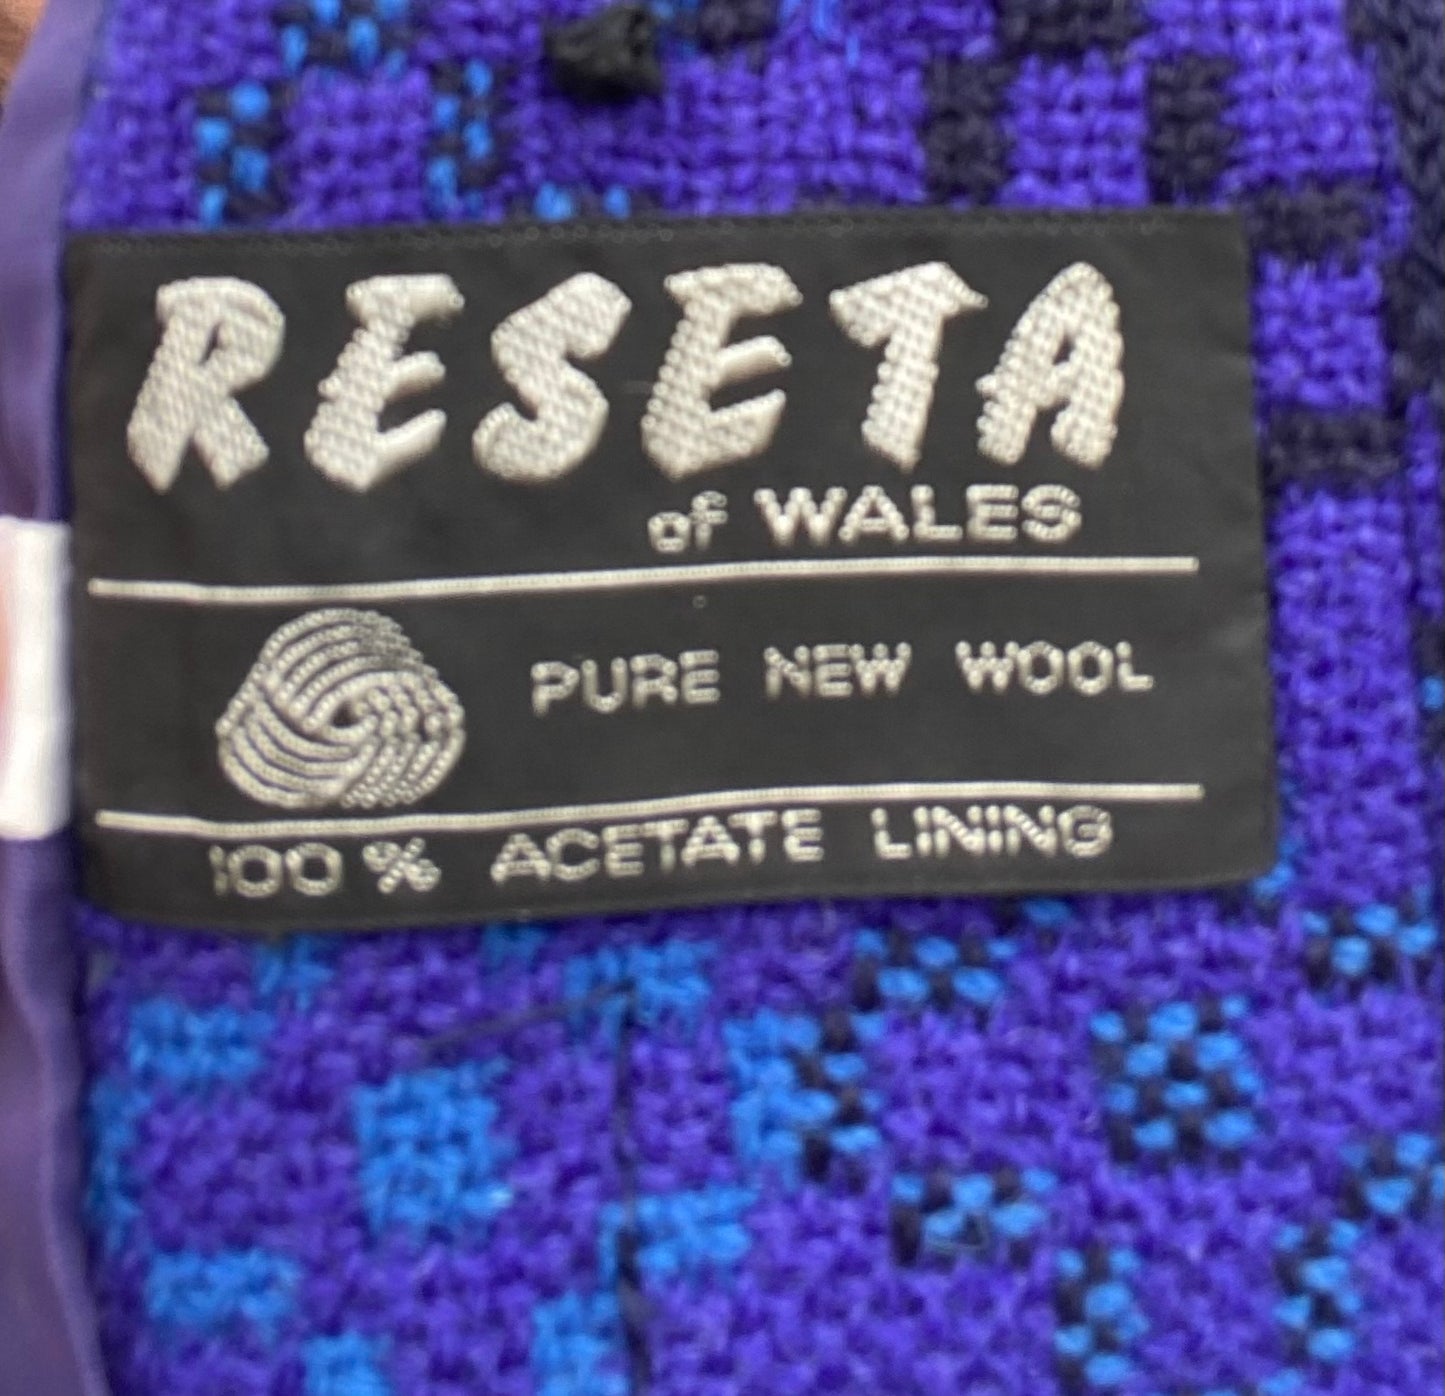 RESETA
of WALES
PURE NEW WOOL
100% ACETATE LINING